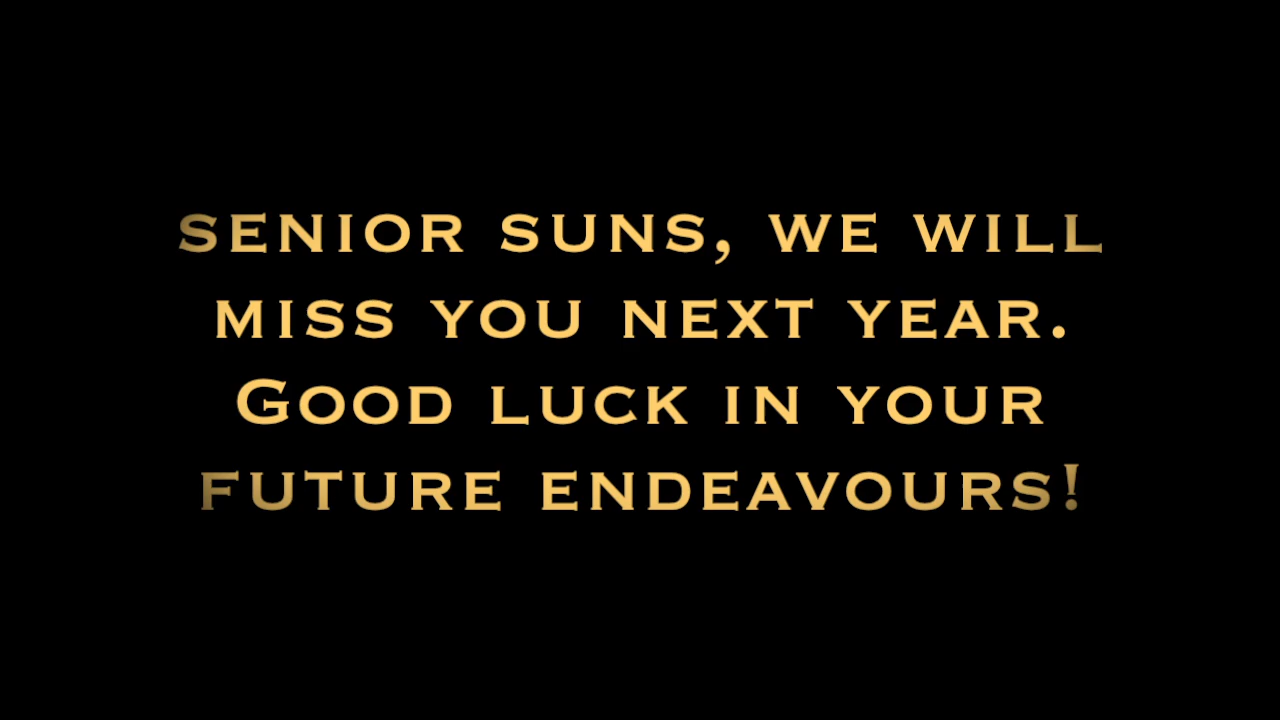 senior suns, we will
miss you next year.
Good luck in your
future endeavours!